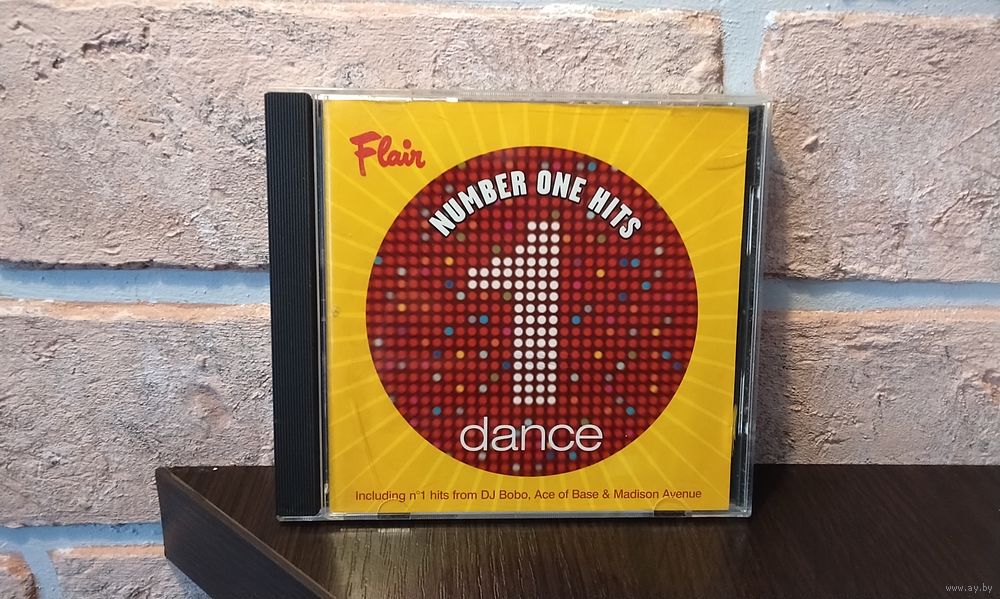 Flair
NUMBER ONE HITS
1
dance
Including n°1 hits from DJ Bobo, Ace of Base & Madison Avenue
www.ay.by